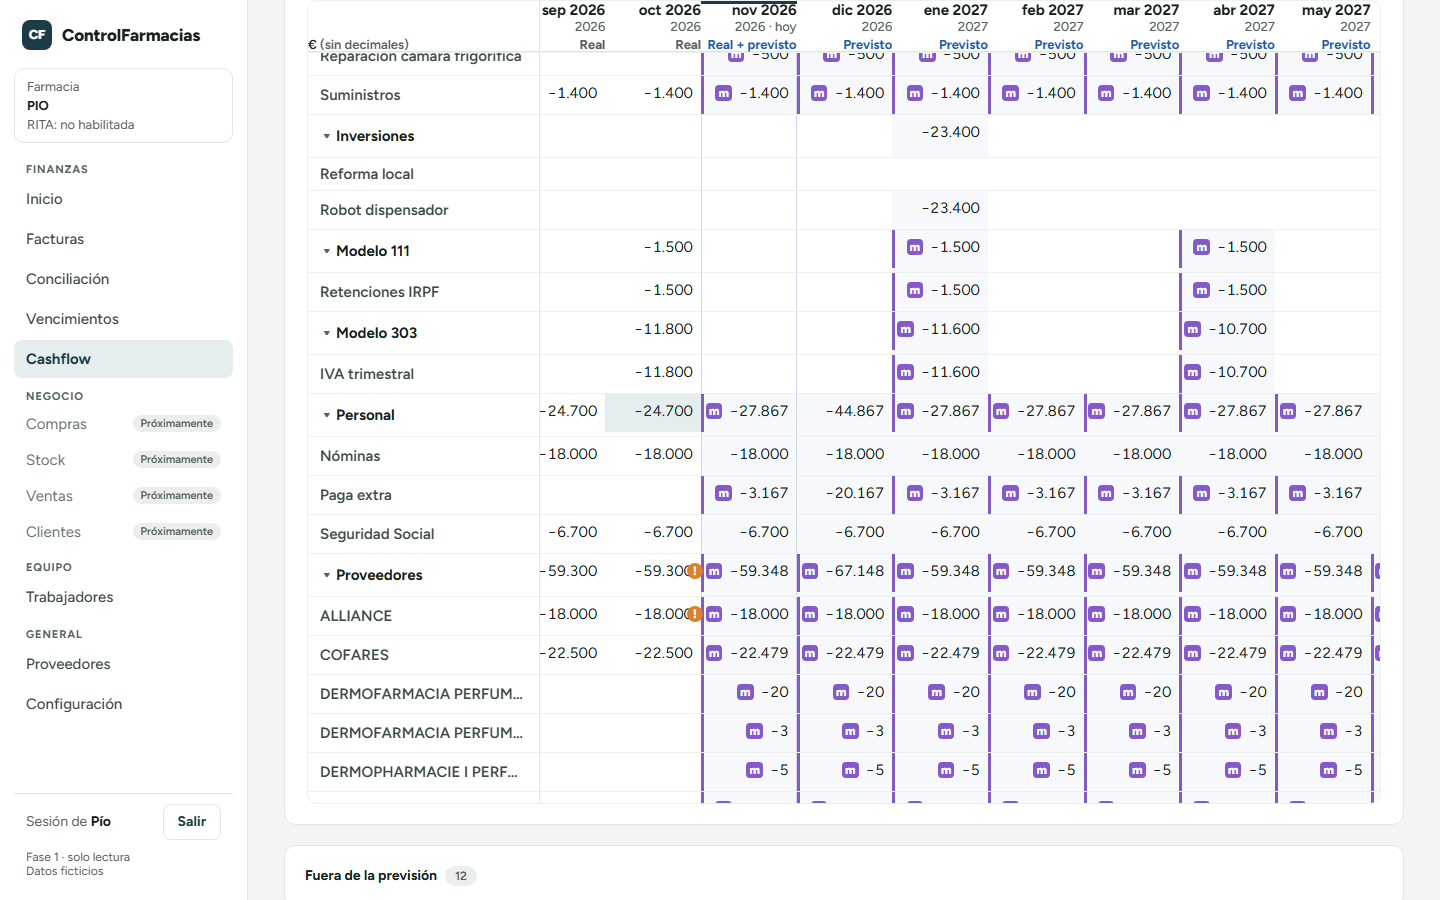 CF ControlFarmacias
Farmacia
PIO
RITA: no habilitada
FINANZAS
Inicio
Facturas
Conciliación
Vencimientos
Cashflow
NEGOCIO
Compras Próximamente
Stock Próximamente
Ventas Próximamente
Clientes Próximamente
EQUIPO
Trabajadores
GENERAL
Proveedores
Configuración
Sesión de Pío Salir
Fase 1 · solo lectura
Datos ficticios
sep 2026 oct 2026 nov 2026 dic 2026 ene 2027 feb 2027 mar 2027 abr 2027 may 2027
2026 2026 2026 · hoy 2026 2027 2027 2027 2027 2027
€ (sin decimales) Real Real Real + previsto Previsto Previsto Previsto Previsto Previsto Previsto
Reparación cámara frigorífica m -500 m -500 m -500 m -500 m -500 m -500 m -500
Suministros -1.400 -1.400 m -1.400 m -1.400 m -1.400 m -1.400 m -1.400 m -1.400 m -1.400
Inversiones -23.400
Reforma local
Robot dispensador -23.400
Modelo 111 -1.500 m -1.500 m -1.500
Retenciones IRPF -1.500 m -1.500 m -1.500
Modelo 303 -11.800 m -11.600 m -10.700
IVA trimestral -11.800 m -11.600 m -10.700
Personal -24.700 -24.700 m -27.867 -44.867 m -27.867 m -27.867 m -27.867 m -27.867 m -27.867
Nóminas -18.000 -18.000 -18.000 -18.000 -18.000 -18.000 -18.000 -18.000 -18.000
Paga extra m -3.167 -20.167 m -3.167 m -3.167 m -3.167 m -3.167 m -3.167
Seguridad Social -6.700 -6.700 -6.700 -6.700 -6.700 -6.700 -6.700 -6.700 -6.700
Proveedores -59.300 -59.300 ! m -59.348 m -67.148 m -59.348 m -59.348 m -59.348 m -59.348 m -59.348
ALLIANCE -18.000 -18.000 ! m -18.000 m -18.000 m -18.000 m -18.000 m -18.000 m -18.000 m -18.000
COFARES -22.500 -22.500 m -22.479 m -22.479 m -22.479 m -22.479 m -22.479 m -22.479 m -22.479
DERMOFARMACIA PERFUM... m -20 m -20 m -20 m -20 m -20 m -20 m -20
DERMOFARMACIA PERFUM... m -3 m -3 m -3 m -3 m -3 m -3 m -3
DERMOPHARMACIE I PERF... m -5 m -5 m -5 m -5 m -5 m -5 m -5
Fuera de la previsión 12